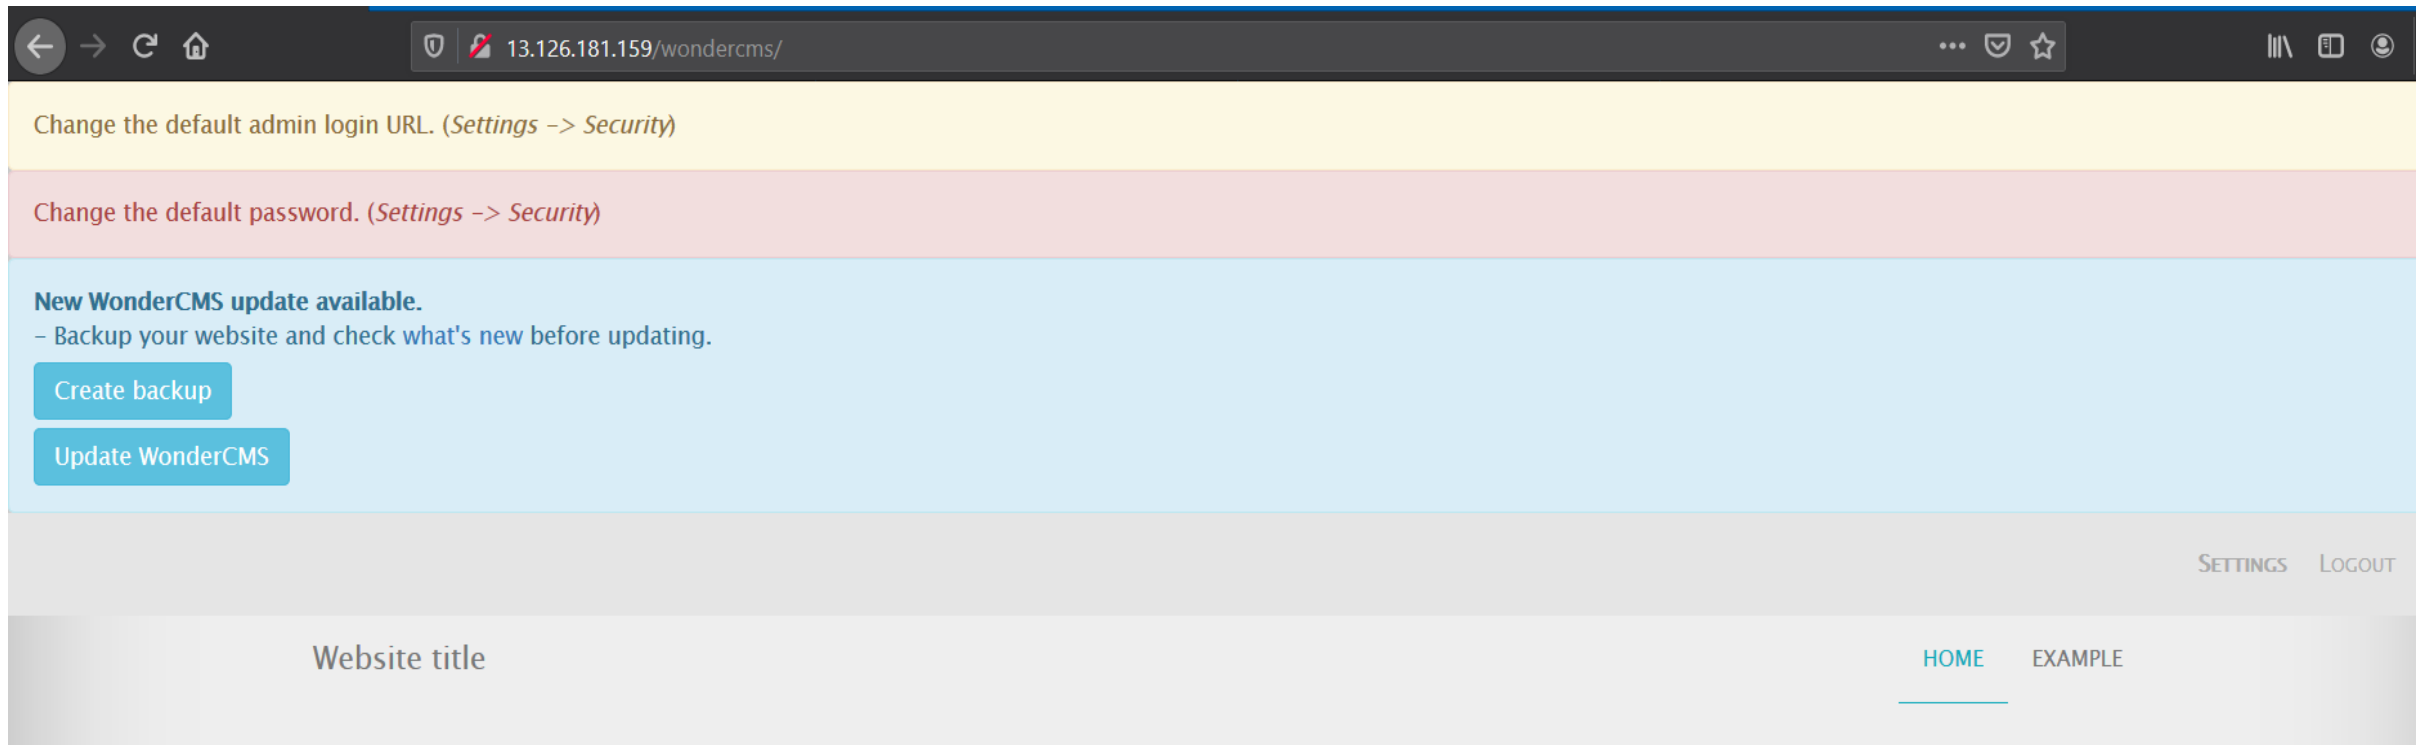 13.126.181.159/wondercms/
Change the default admin login URL. (Settings -> Security)
Change the default password. (Settings -> Security)
New WonderCMS update available.
- Backup your website and check what's new before updating.
Create backup
Update WonderCMS
SETTINGS LOGOUT
Website title HOME EXAMPLE